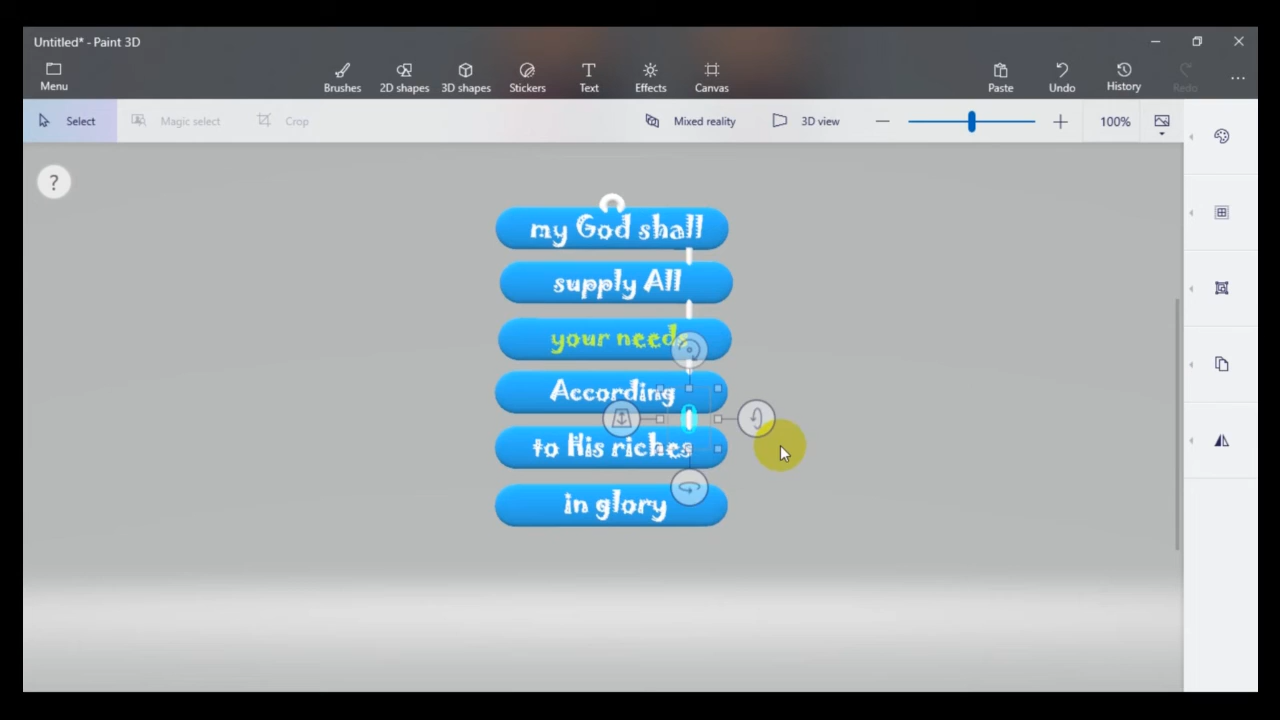 Untitled* - Paint 3D
Menu
Brushes
2D shapes
3D shapes
Stickers
Text
Effects
Canvas
Paste
Undo
History
Redo
Select
Magic select
Crop
Mixed reality
3D view
100%
?
my God shall
supply All
your needs
According
to His riches
in glory